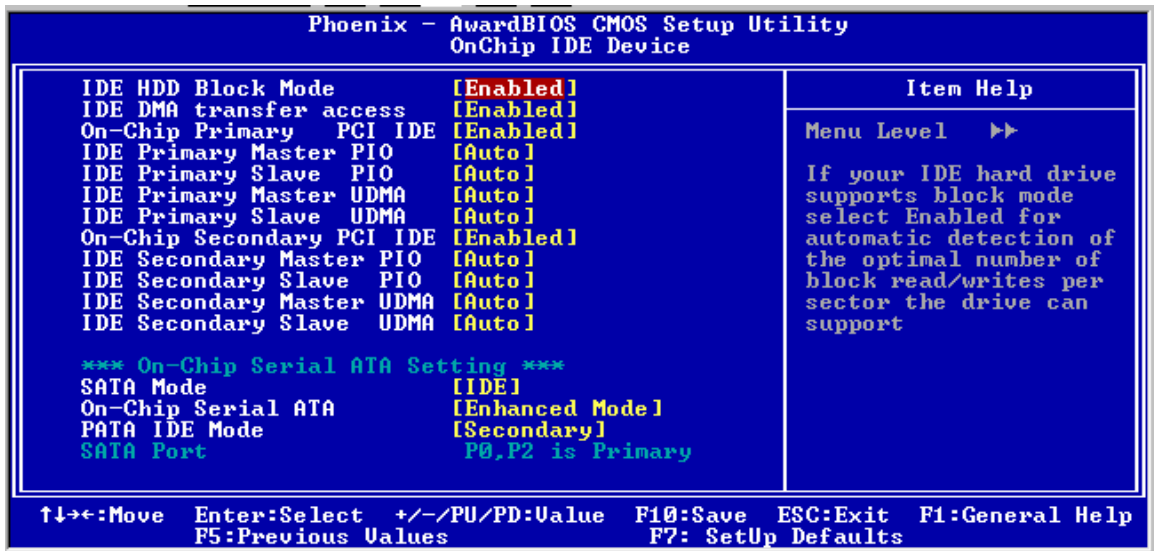 Phoenix - AwardBIOS CMOS Setup Utility
OnChip IDE Device
IDE HDD Block Mode [Enabled]
IDE DMA transfer access [Enabled]
On-Chip Primary PCI IDE [Enabled]
IDE Primary Master PIO [Auto]
IDE Primary Slave PIO [Auto]
IDE Primary Master UDMA [Auto]
IDE Primary Slave UDMA [Auto]
On-Chip Secondary PCI IDE [Enabled]
IDE Secondary Master PIO [Auto]
IDE Secondary Slave PIO [Auto]
IDE Secondary Master UDMA [Auto]
IDE Secondary Slave UDMA [Auto]
*** On-Chip Serial ATA Setting ***
SATA Mode [IDE]
On-Chip Serial ATA [Enhanced Mode]
PATA IDE Mode [Secondary]
SATA Port P0,P2 is Primary
Item Help
Menu Level ►►
If your IDE hard drive
supports block mode
select Enabled for
automatic detection of
the optimal number of
block read/writes per
sector the drive can
support
↑↓→←:Move Enter:Select +/-/PU/PD:Value F10:Save ESC:Exit F1:General Help
F5:Previous Values F7: SetUp Defaults